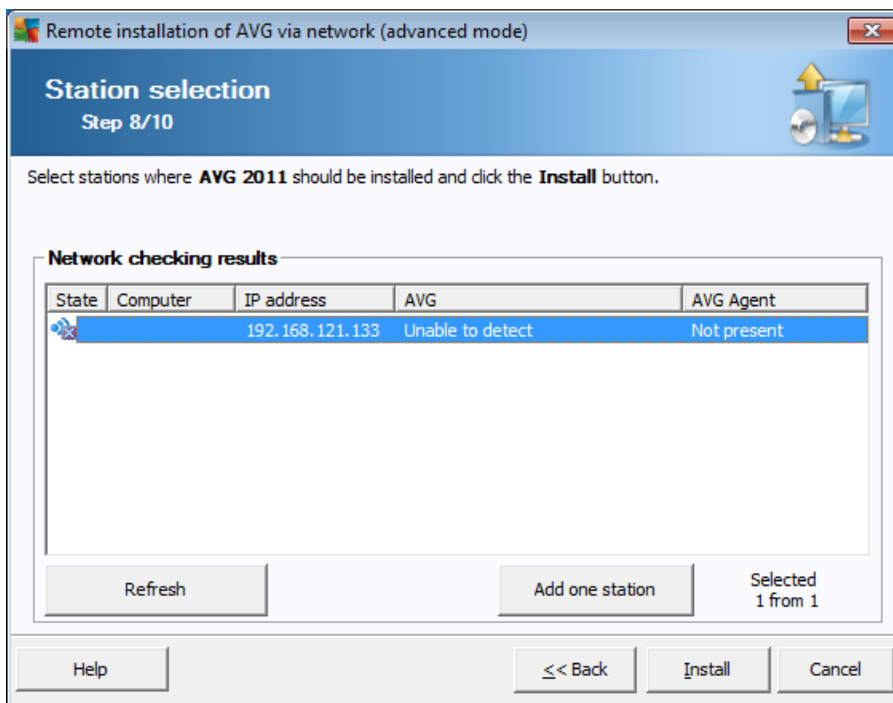 Remote installation of AVG via network (advanced mode)
Station selection
Step 8/10
Select stations where AVG 2011 should be installed and click the Install button.
Network checking results
State Computer IP address AVG AVG Agent
192.168.121.133 Unable to detect Not present
Refresh Add one station Selected
1 from 1
Help << Back Install Cancel